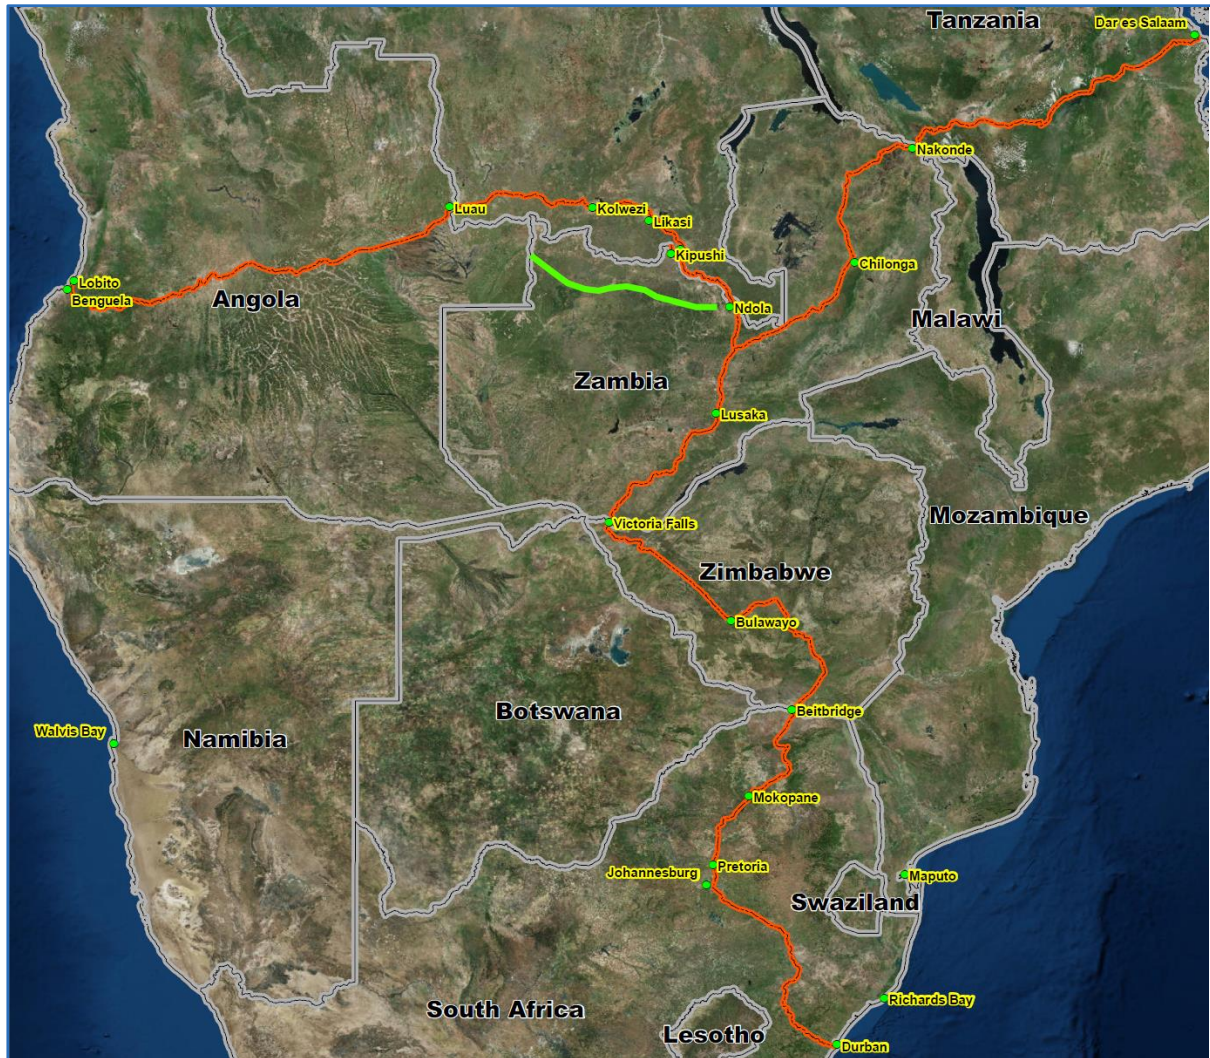 Tanzania
Dar es Salaam
Nakonde
Luau
Kolwezi
Likasi
Kipushi
Chilonga
Lobito
Benguela
Angola
Ndola
Malawi
Zambia
Lusaka
Mozambique
Victoria Falls
Zimbabwe
Bulawayo
Botswana
Beitbridge
Walvis Bay
Namibia
Mokopane
Pretoria
Johannesburg
Maputo
Swaziland
Richards Bay
South Africa
Lesotho
Durban